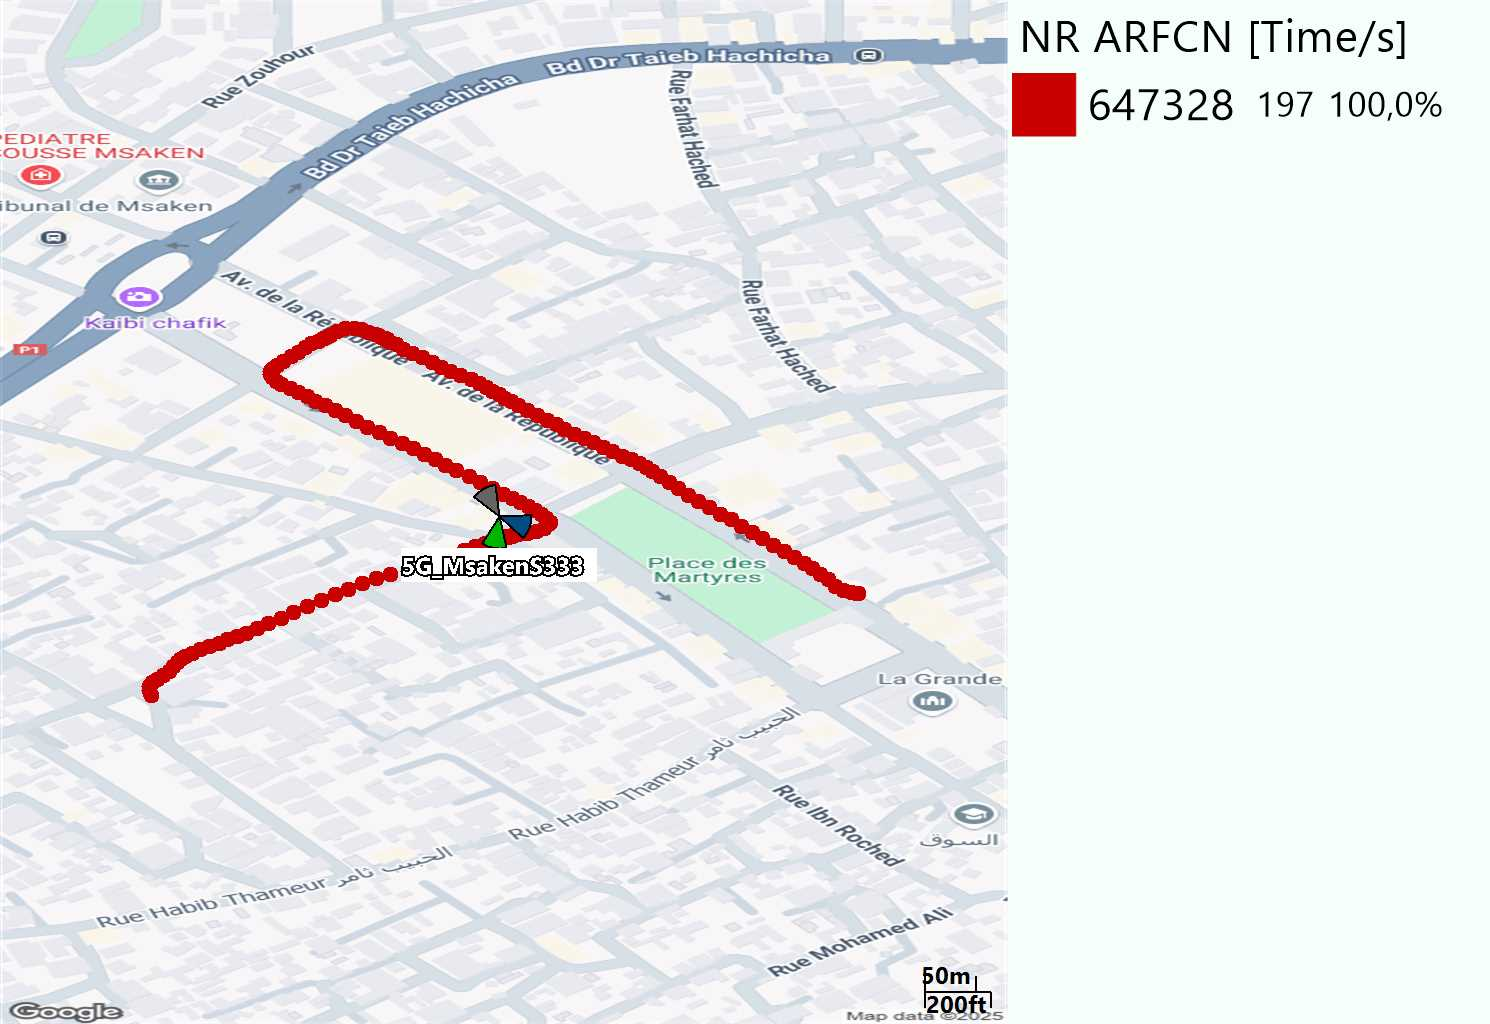 NR ARFCN [Time/s]
647328 197 100,0%
Rue Zouhour
Bd Dr Taieb Hachicha
Bd Dr Taieb Hachicha
Rue Farhat Hached
PEDIATRE
OUSSE MSAKEN
ibunal de Msaken
Av. de la République
Kaibi chafik
Rue Farhat Hached
P1
Av. de la République
5G_MsakenS333
Place des
Martyres
La Grande
الحبيب ثامر Rue Habib Thameur
Rue Ibn Roched
السوق
الحبيب ثامر Rue Habib Thameur
Rue Mohamed Ali
50m
200ft
Google
Map data ©2025